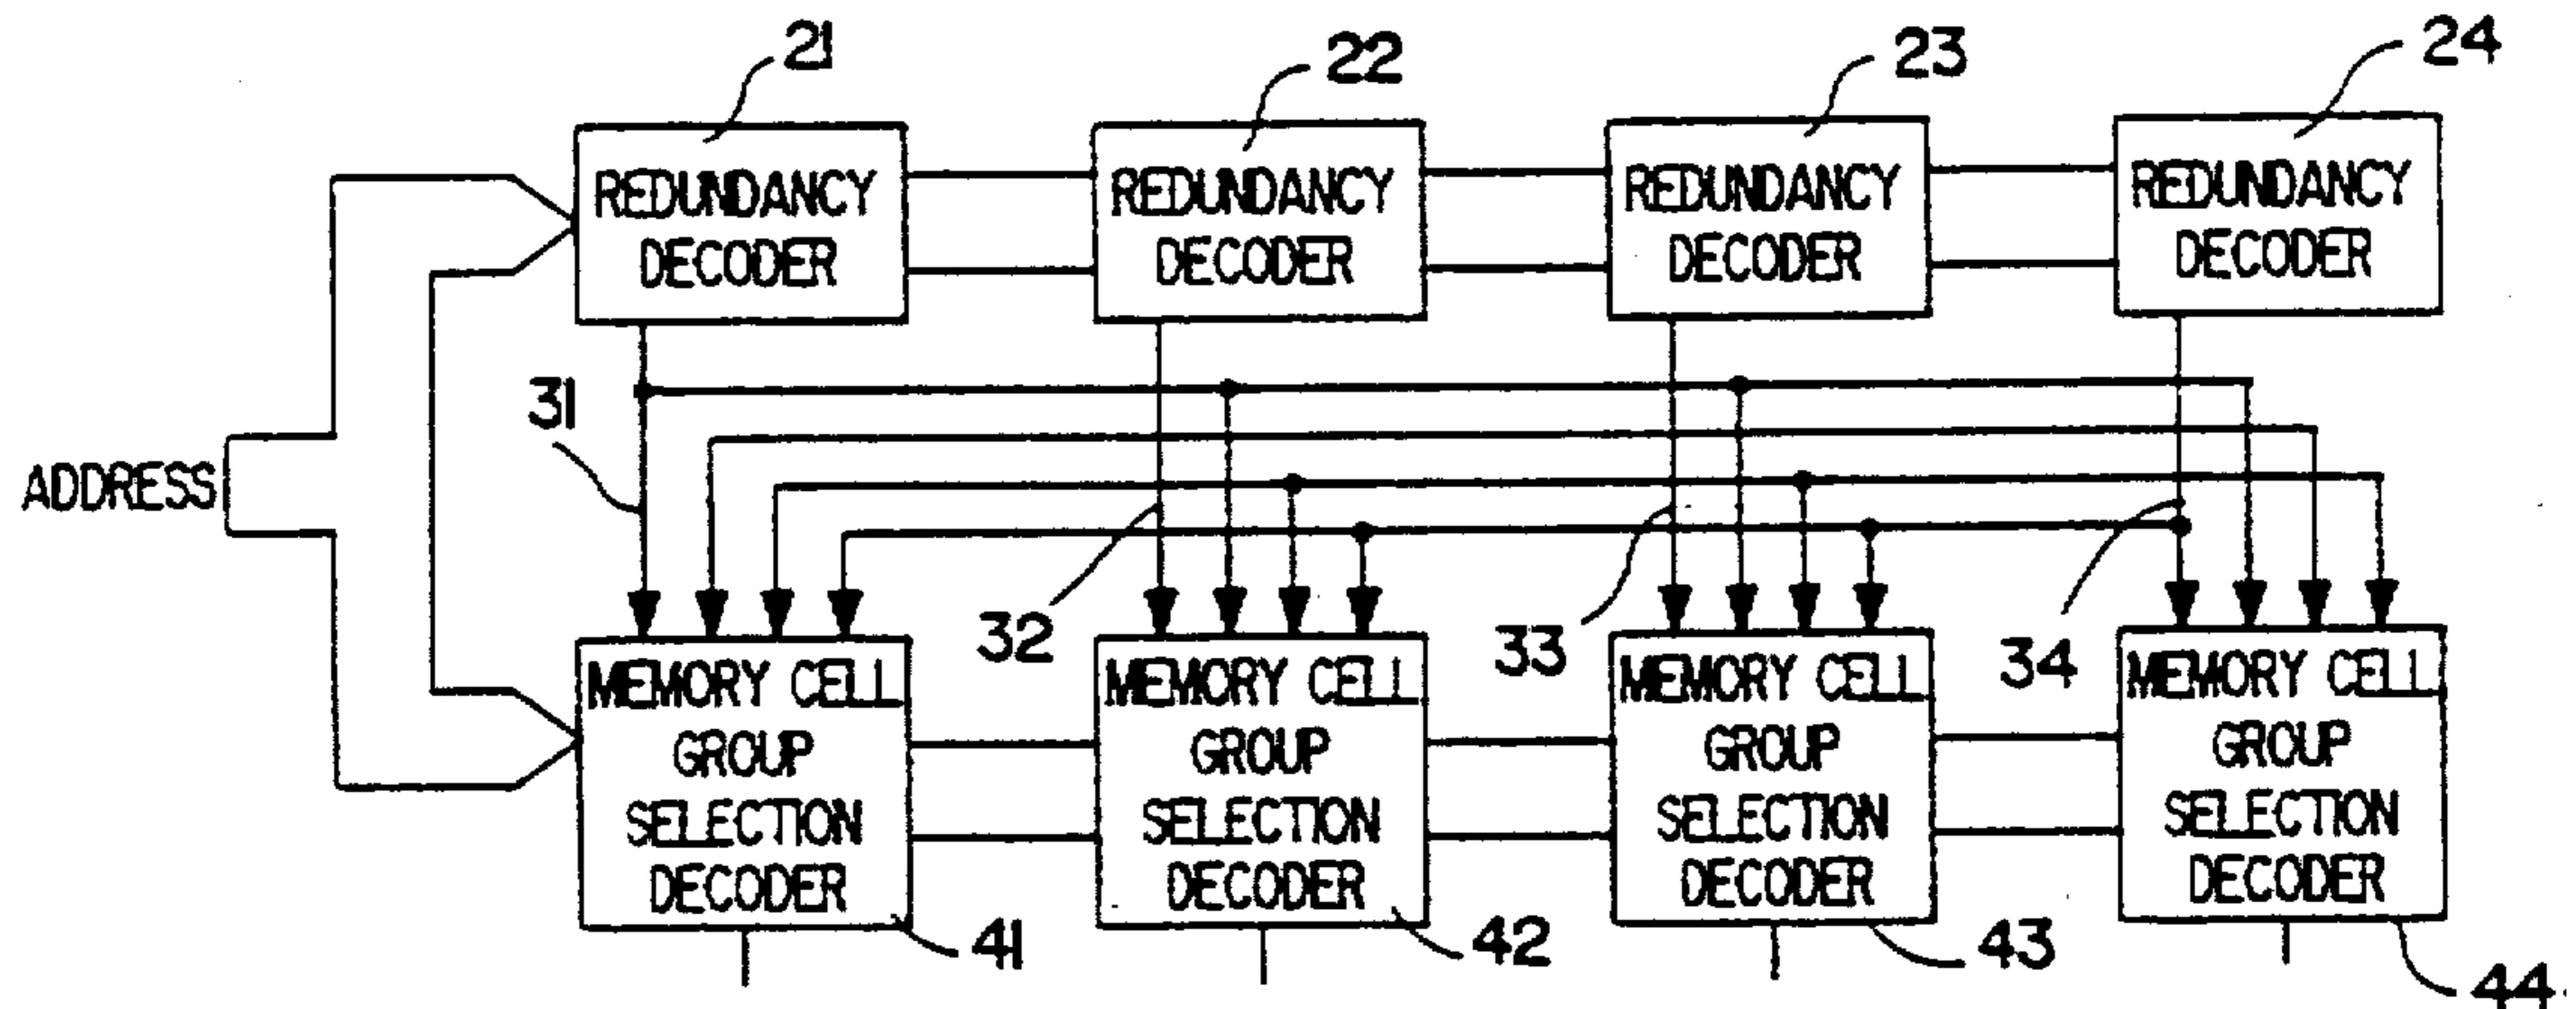 21
22
23
24
REDUNDANCY
DECODER
REDUNDANCY
DECODER
REDUNDANCY
DECODER
REDUNDANCY
DECODER
31
ADDRESS
32
33
34
MEMORY CELL
GROUP
SELECTION
DECODER
MEMORY CELL
GROUP
SELECTION
DECODER
MEMORY CELL
GROUP
SELECTION
DECODER
MEMORY CELL
GROUP
SELECTION
DECODER
41
42
43
44